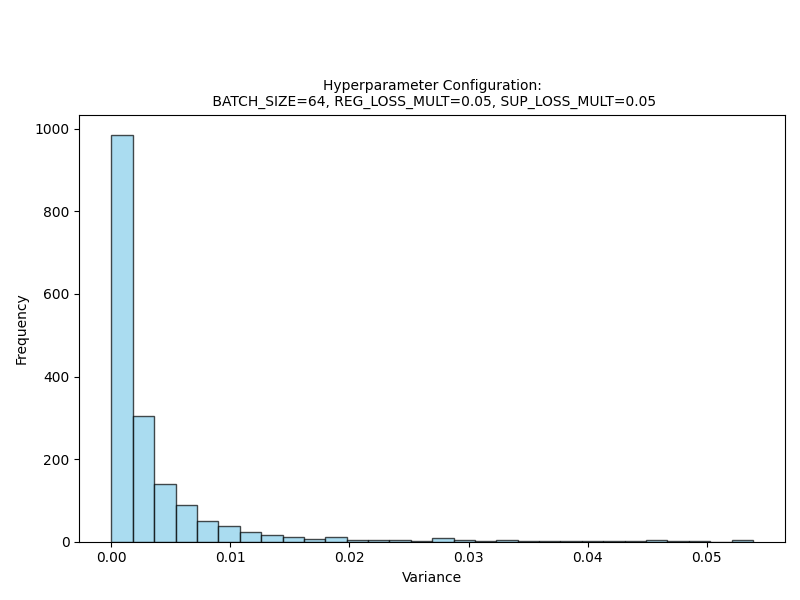 Hyperparameter Configuration:
BATCH_SIZE=64, REG_LOSS_MULT=0.05, SUP_LOSS_MULT=0.05
1000
800
600
400
200
0
Frequency
0.00 0.01 0.02 0.03 0.04 0.05
Variance